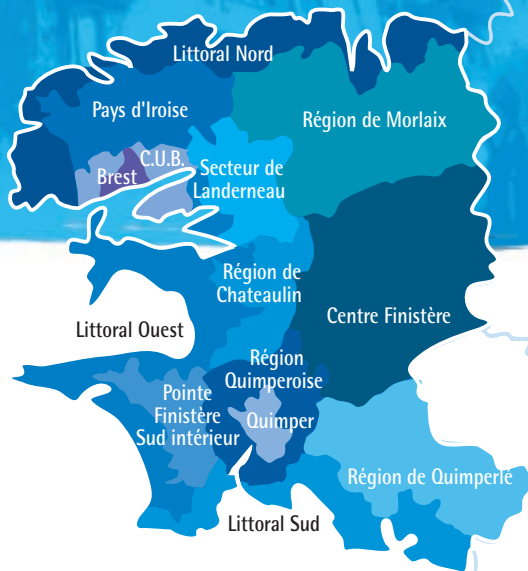 Littoral Nord
Pays d'Iroise
Région de Morlaix
C.U.B.
Brest
Secteur de
Landerneau
Région de
Chateaulin
Centre Finistère
Littoral Ouest
Région
Quimperoise
Pointe
Finistère
Sud intérieur
Quimper
Région de Quimperlé
Littoral Sud